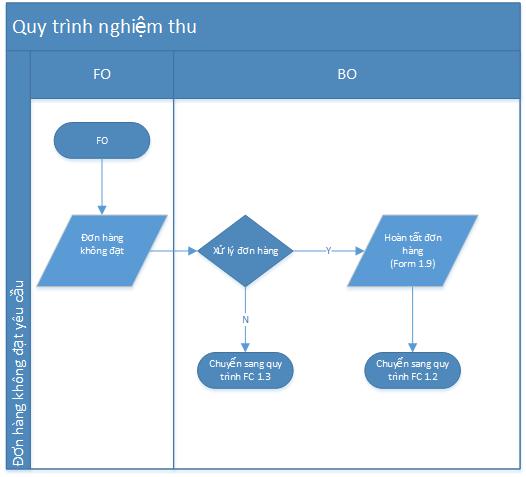 Quy trình nghiệm thu
FO
BO
Đơn hàng không đạt yêu cầu
FO
Đơn hàng
không đạt
Xử lý đơn hàng
Y
Hoàn tất đơn
hàng
(Form 1.9)
N
Chuyển sang quy
trình FC 1.3
Chuyển sang quy
trình FC 1.2